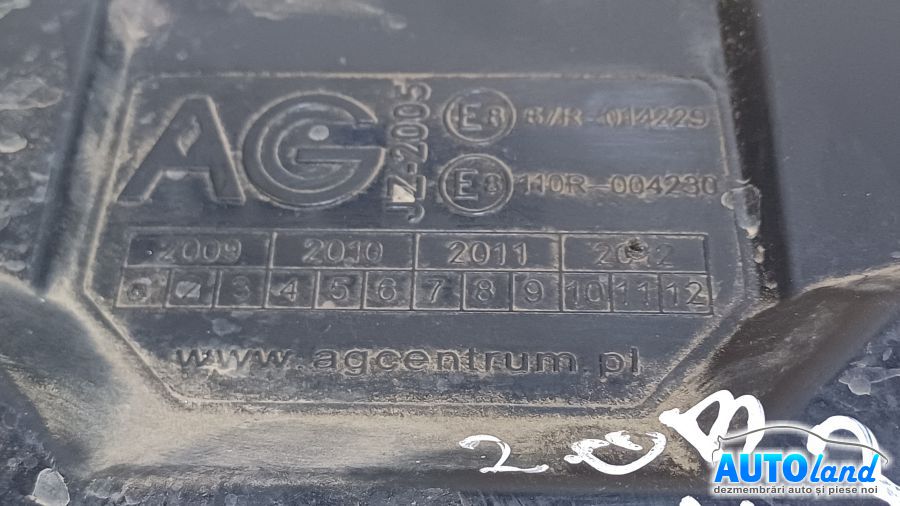 AG
JZ-2005
E8 67R-014229
E8 110R-004230
2009 2010 2011 2012
3 4 5 6 7 8 9 10 11 12
www.agcentrum.pl
AUTOland
dezmembrări auto și piese noi